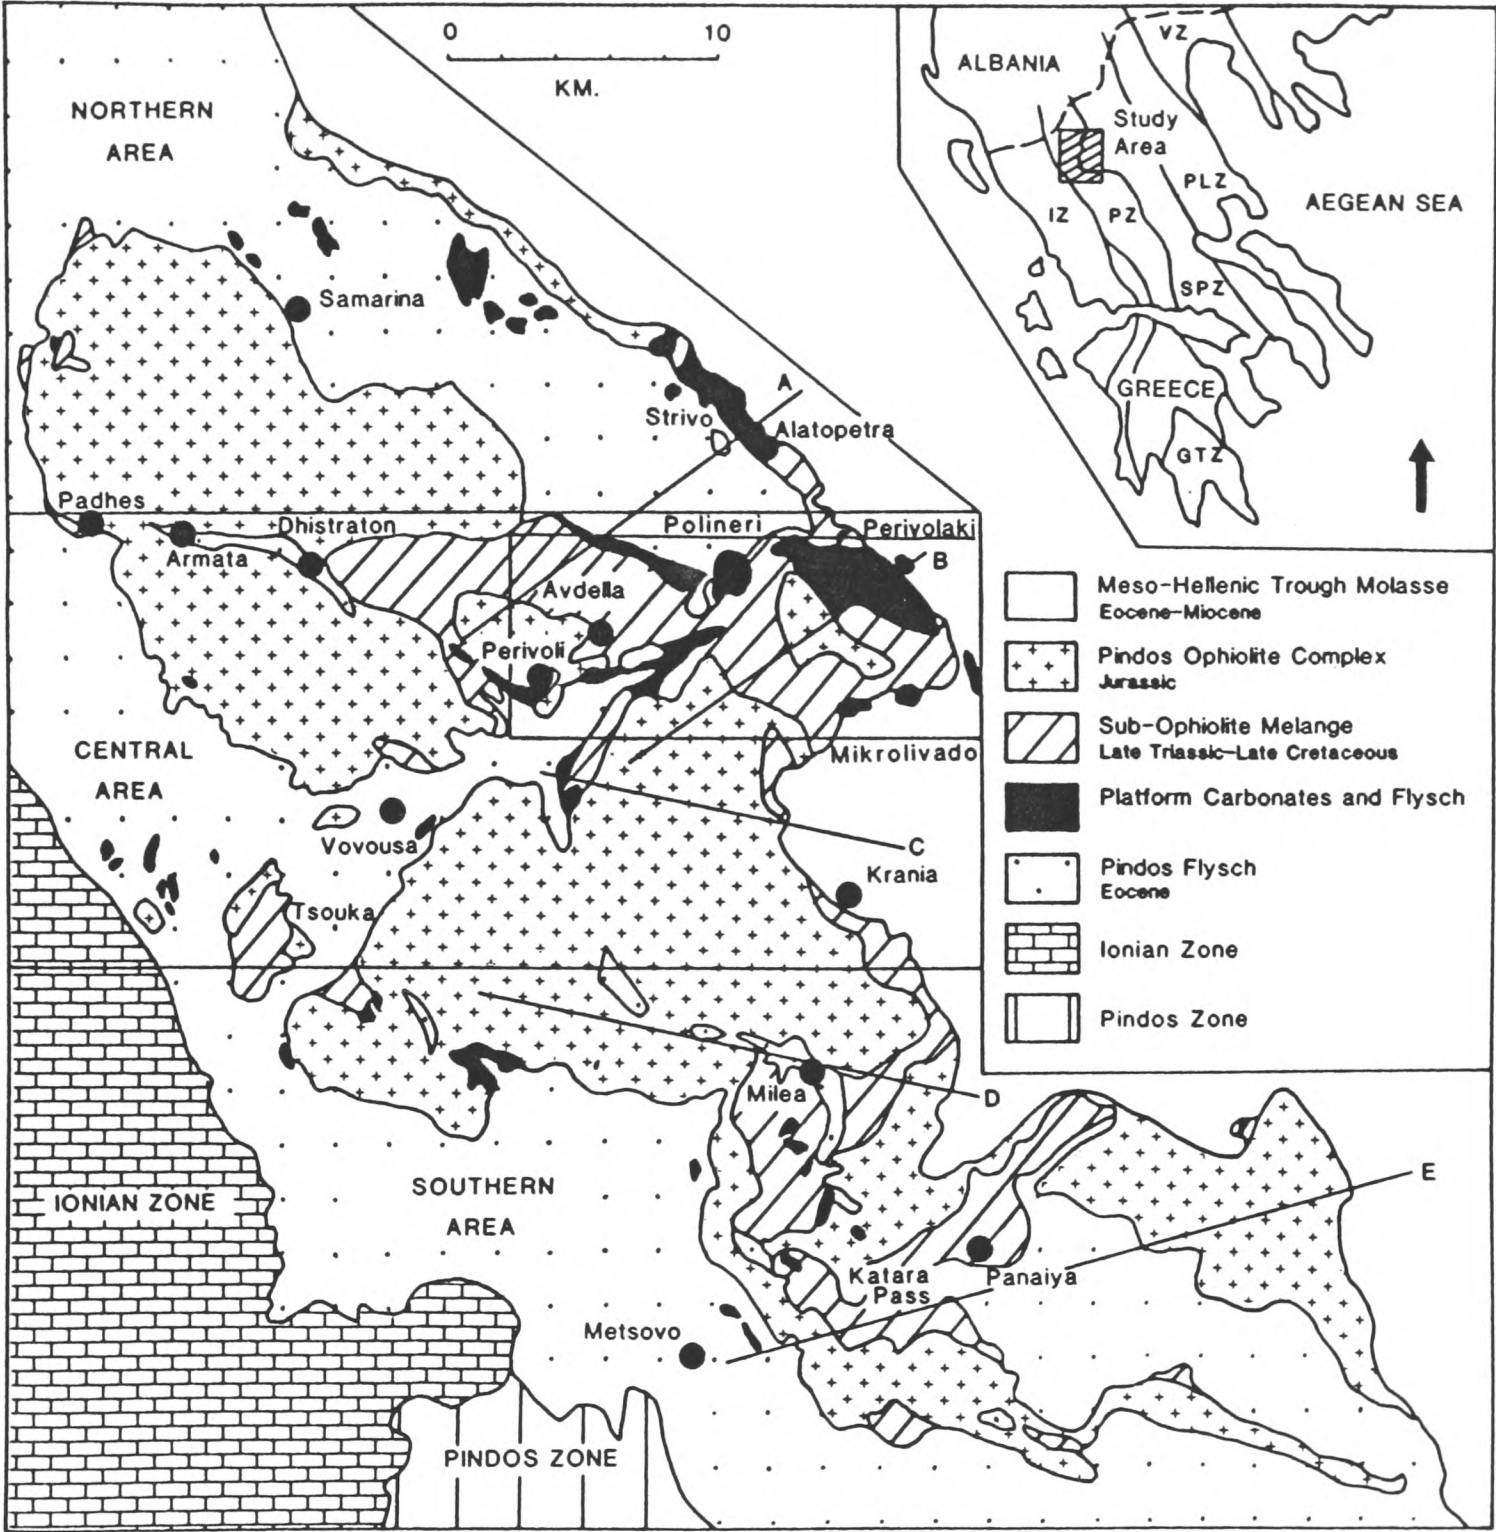 0 10
KM.
NORTHERN
AREA
Samarina
Strivo
A
Alatopetra
Padhes
Armata
Dhistraton
Polineri
Perivolaki
B
Avdella
Perivoli
CENTRAL
AREA
Mikrolivado
Vovousa
C
Krania
Tsouka
Milea
D
IONIAN ZONE
SOUTHERN
AREA
E
Katara
Pass
Panaiya
Metsovo
PINDOS ZONE
ALBANIA
VZ
Study
Area
PLZ
AEGEAN SEA
IZ
PZ
SPZ
GREECE
GTZ
Meso-Hellenic Trough Molasse
Eocene-Miocene
Pindos Ophiolite Complex
Jurassic
Sub-Ophiolite Melange
Late Triassic-Late Cretaceous
Platform Carbonates and Flysch
Pindos Flysch
Eocene
Ionian Zone
Pindos Zone